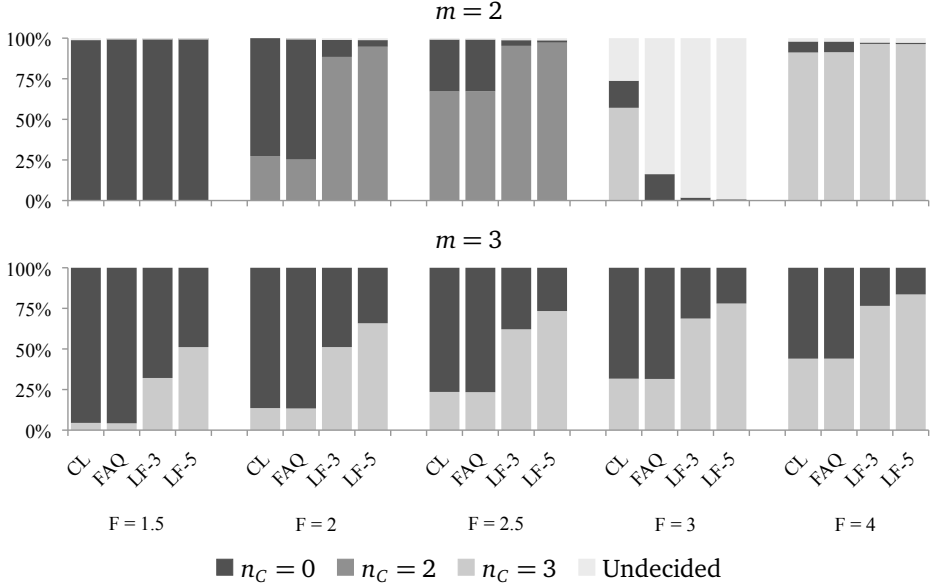 m = 2
100%
75%
50%
25%
0%
m = 3
100%
75%
50%
25%
0%
CL FAQ LF-3 LF-5 CL FAQ LF-3 LF-5 CL FAQ LF-3 LF-5 CL FAQ LF-3 LF-5 CL FAQ LF-3 LF-5
F = 1.5 F = 2 F = 2.5 F = 3 F = 4
n_C = 0 n_C = 2 n_C = 3 Undecided